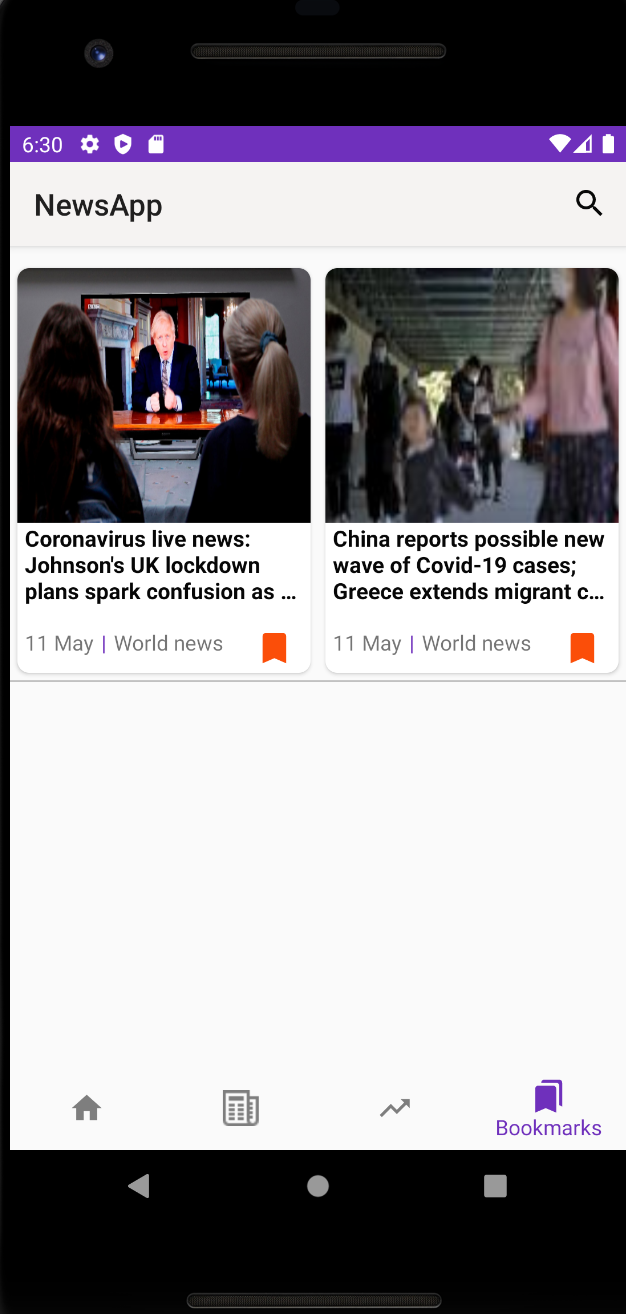 6:30
NewsApp
BBC
Coronavirus live news:
Johnson's UK lockdown
plans spark confusion as ...
11 May | World news
China reports possible new
wave of Covid-19 cases;
Greece extends migrant c...
11 May | World news
Bookmarks